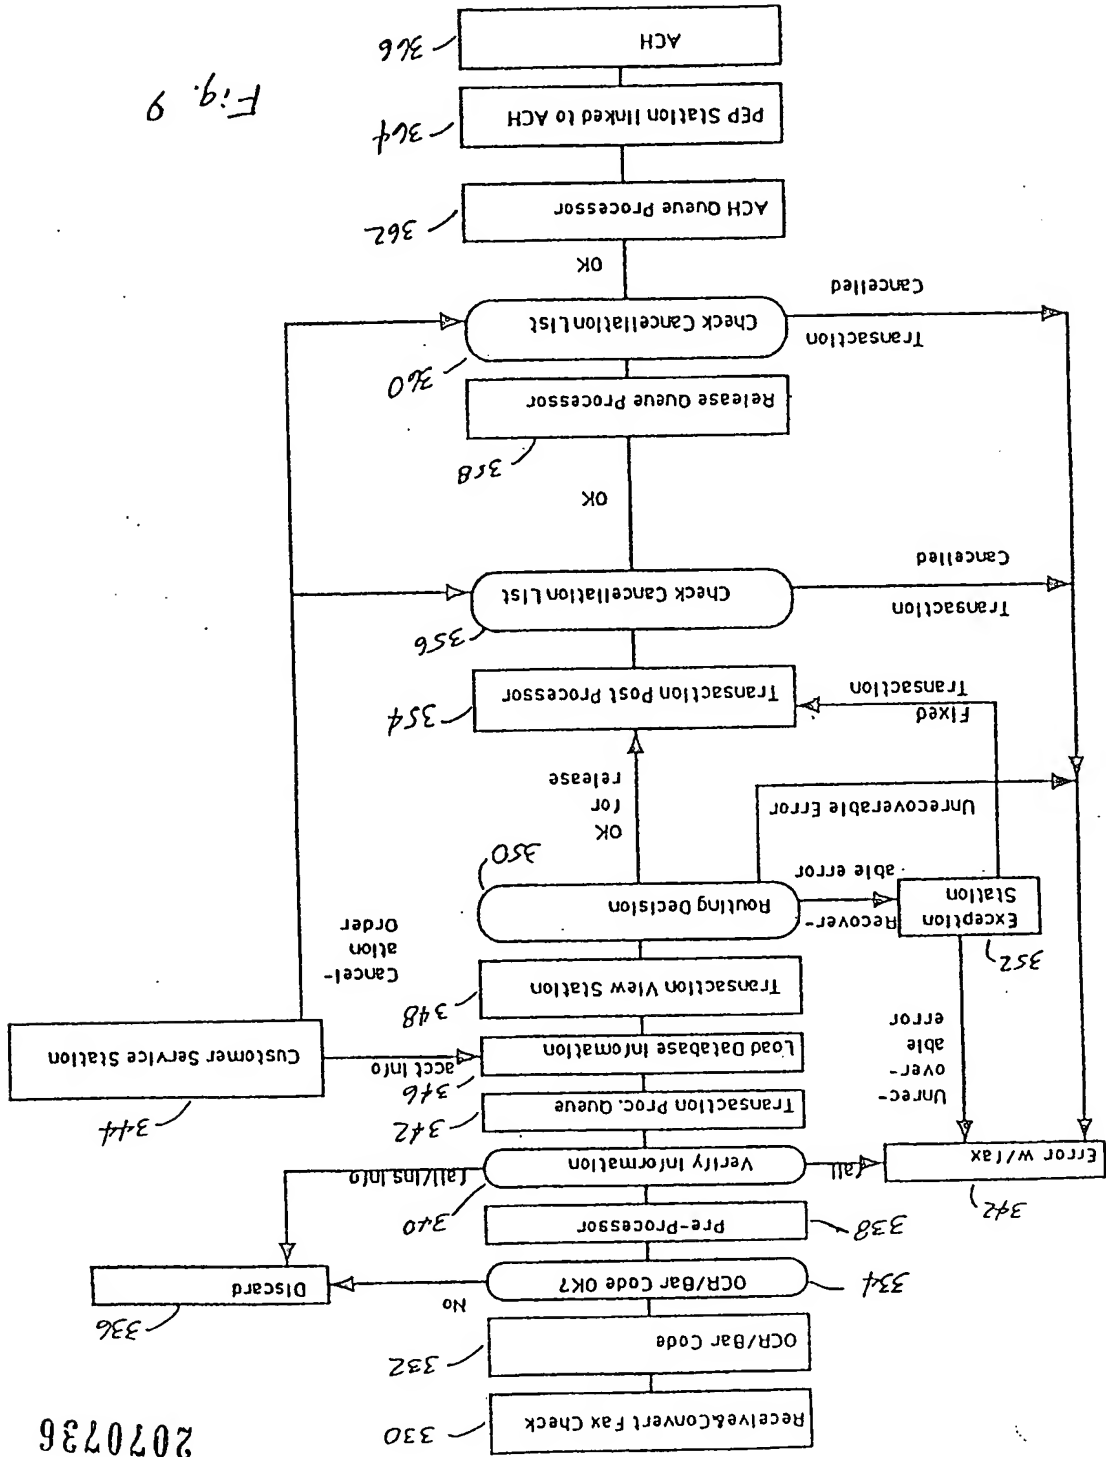 2070736
330
Receive&Convert Fax Check
332
OCR/Bar Code
334
OCR/Bar Code OK?
No
Discard
336
338
Pre-Processor
340
Verify Information
fail
fail/ins.info
342
Error w/fax
342
Transaction Proc. Queue
344
Customer Service Station
acct info
346
Load Database Infomation
348
Transaction View Station
Cancel-
ation
Order
350
Routing Decision
Recover-
able error
352
Exception
Station
Unrec-
over-
able
error
Unrecoverable Error
OK
for
release
Fixed
Transaction
354
Transaction Post Processor
356
Check Cancellation List
Transaction
Cancelled
OK
358
Release Queue Processor
360
Check Cancellation List
Transaction
Cancelled
OK
362
ACH Queue Processor
364
PEP Station linked to ACH
366
ACH
Fig. 9